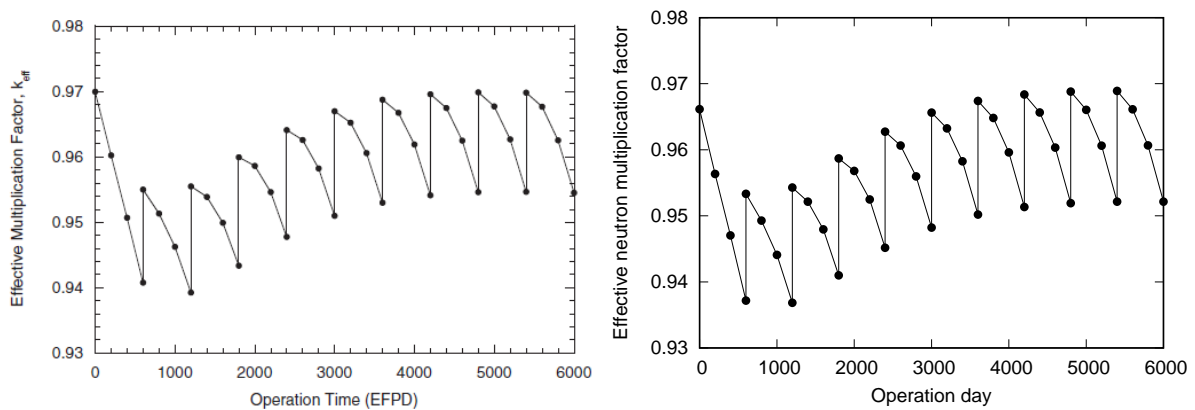 0.98
0.97
0.96
0.95
0.94
0.93
Effective Multiplication Factor, k_eff
0 1000 2000 3000 4000 5000 6000
Operation Time (EFPD)
0.98
0.97
0.96
0.95
0.94
0.93
Effective neutron multiplication factor
0 1000 2000 3000 4000 5000 6000
Operation day